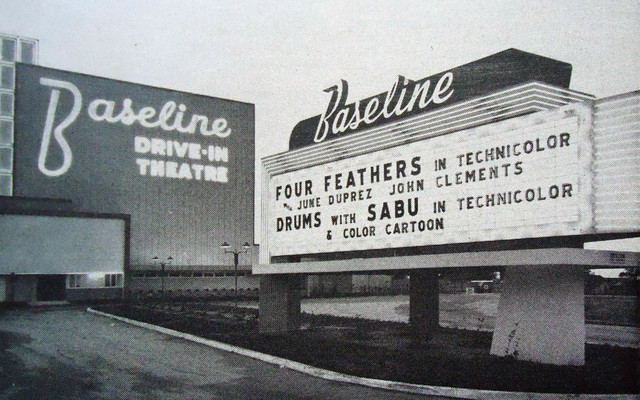 Baseline
DRIVE-IN
THEATRE
Baseline
FOUR FEATHERS IN TECHNICOLOR
JUNE DUPREZ JOHN CLEMENTS
DRUMS WITH SABU IN TECHNICOLOR
& COLOR CARTOON